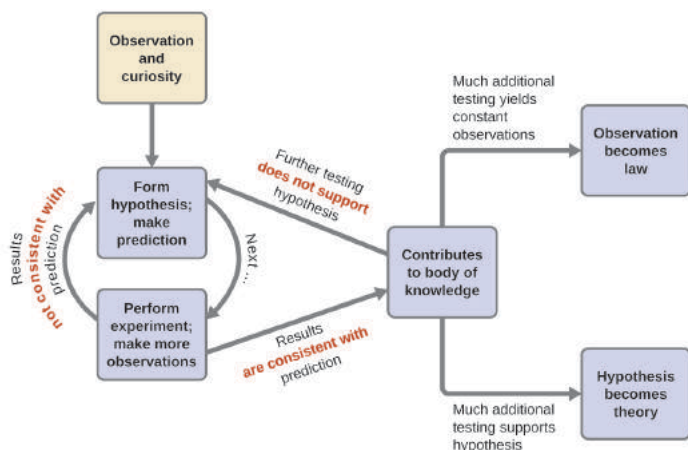 Observation
and
curiosity
Much additional
testing yields
constant
observations
Observation
becomes
law
Further testing
does not support
hypothesis
Form
hypothesis;
make
prediction
Results
not consistent with
prediction
Next ...
Contributes
to body of
knowledge
Perform
experiment;
make more
observations
Results
are consistent with
prediction
Hypothesis
becomes
theory
Much additional
testing supports
hypothesis